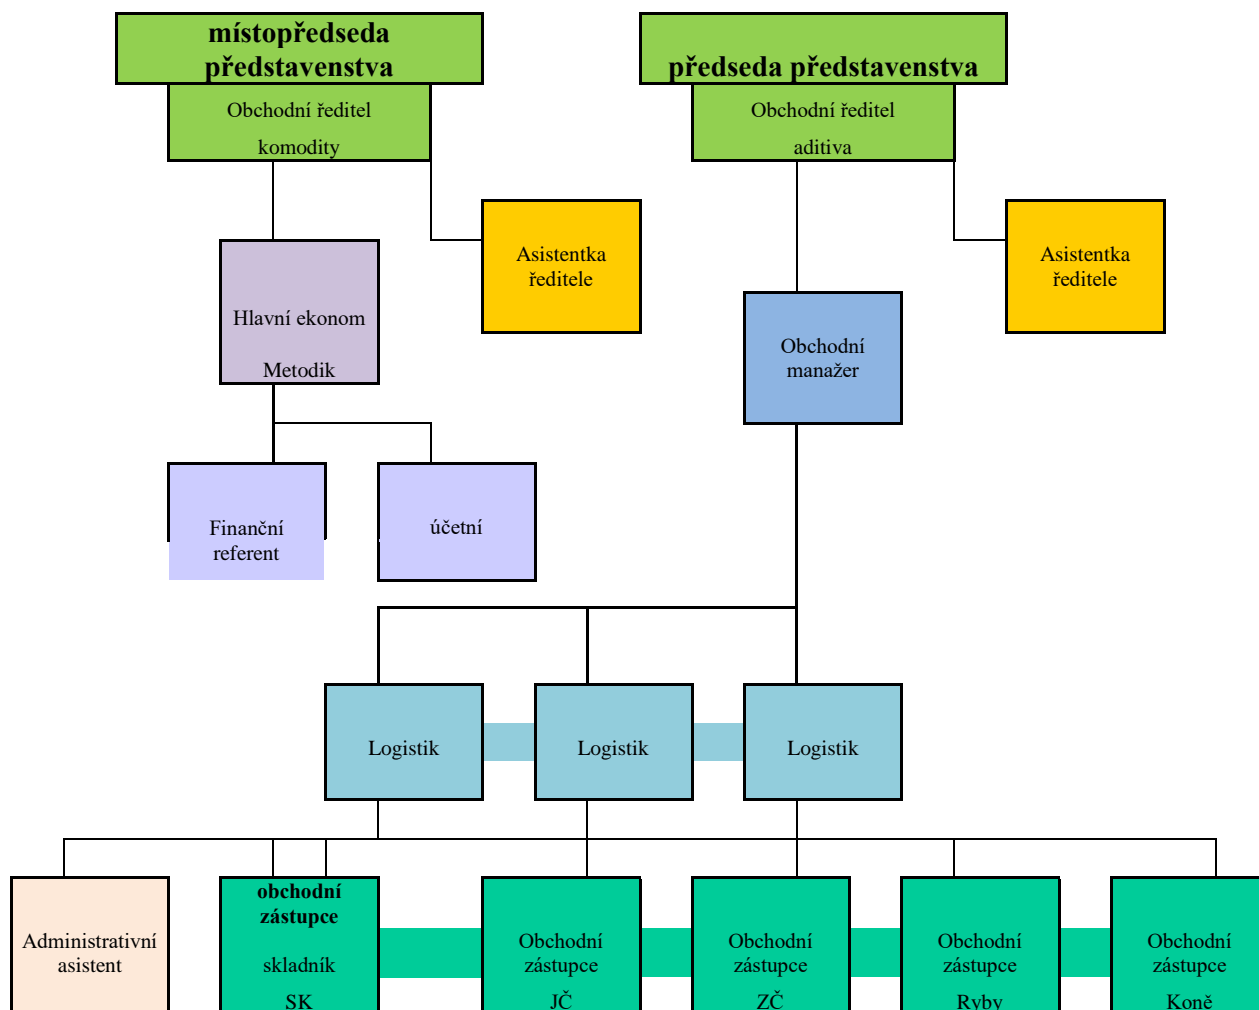 místopředseda
představenstva
předseda představenstva
Obchodní ředitel
komodity
Obchodní ředitel
aditiva
Asistentka
ředitele
Asistentka
ředitele
Hlavní ekonom
Metodik
Obchodní
manažer
Finanční
referent
účetní
Logistik
Logistik
Logistik
Administrativní
asistent
obchodní
zástupce
skladník
SK
Obchodní
zástupce
JČ
Obchodní
zástupce
ZČ
Obchodní
zástupce
Ryby
Obchodní
zástupce
Koně